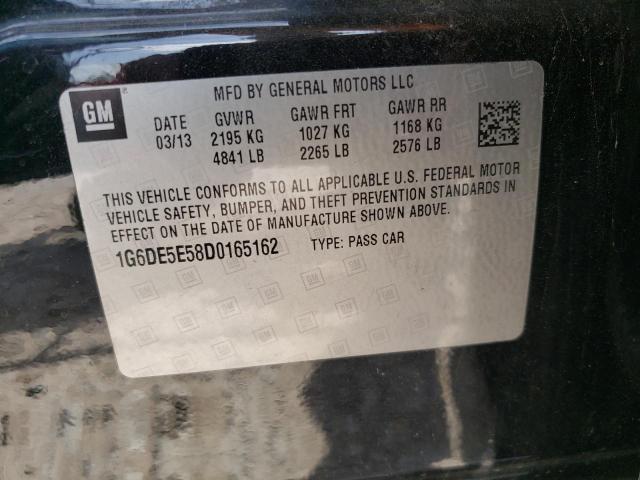 GM
MFD BY GENERAL MOTORS LLC
DATE GVWR GAWR FRT GAWR RR
03/13 2195 KG 1027 KG 1168 KG
4841 LB 2265 LB 2576 LB
THIS VEHICLE CONFORMS TO ALL APPLICABLE U.S. FEDERAL MOTOR
VEHICLE SAFETY, BUMPER, AND THEFT PREVENTION STANDARDS IN
EFFECT ON THE DATE OF MANUFACTURE SHOWN ABOVE.
1G6DE5E58D0165162 TYPE: PASS CAR